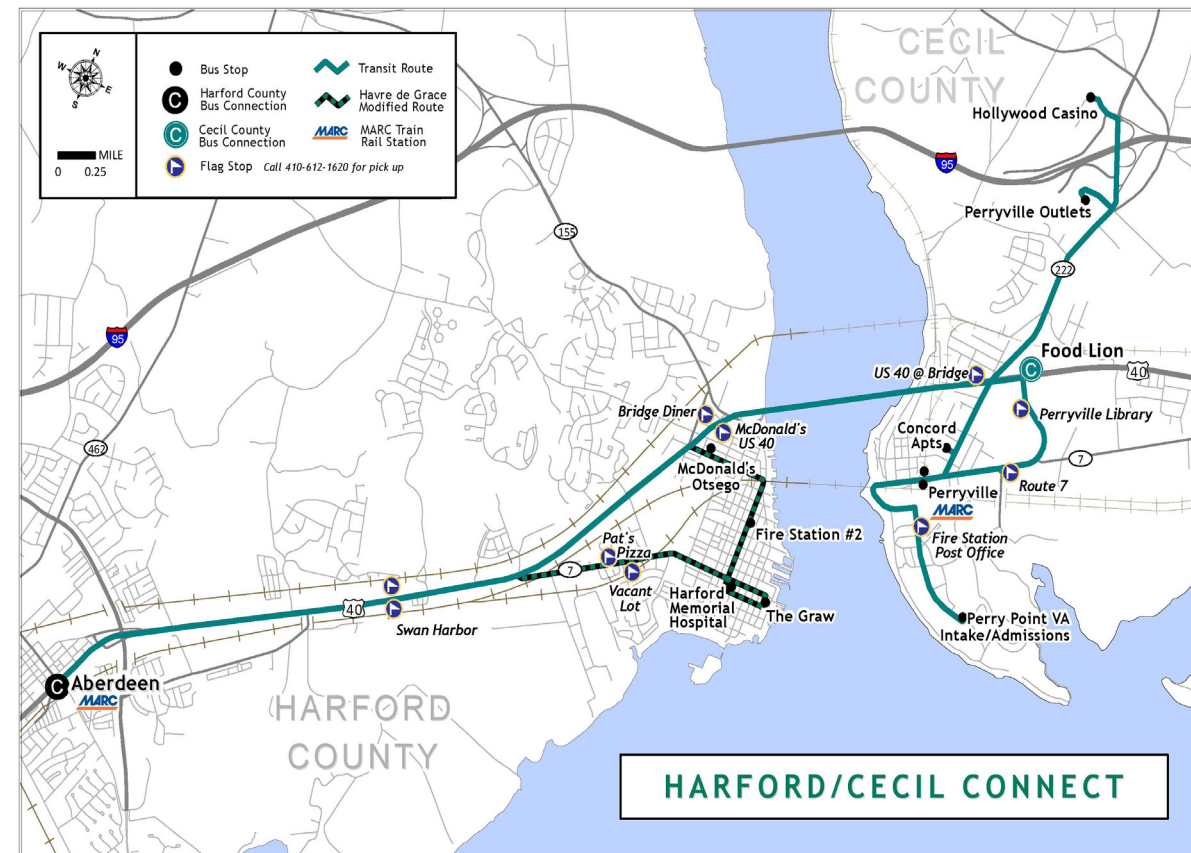 N
W
E
S
MILE
0 0.25
Bus Stop
Harford County
Bus Connection
Cecil County
Bus Connection
Flag Stop Call 410-612-1620 for pick up
Transit Route
Havre de Grace
Modified Route
MARC
MARC Train
Rail Station
C
C
CECIL
COUNTY
Hollywood Casino
95
Perryville Outlets
155
222
95
Food Lion
C
US 40 @ Bridge
40
Bridge Diner
McDonald's
US 40
Perryville Library
Concord
Apts
462
7
McDonald's
Otsego
Route 7
Perryville
MARC
Fire Station #2
Fire Station
Post Office
Pat's
Pizza
7
Vacant
Lot
Harford
Memorial
Hospital
The Graw
40
Swan Harbor
Perry Point VA
Intake/Admissions
C
Aberdeen
MARC
HARFORD
COUNTY
HARFORD/CECIL CONNECT